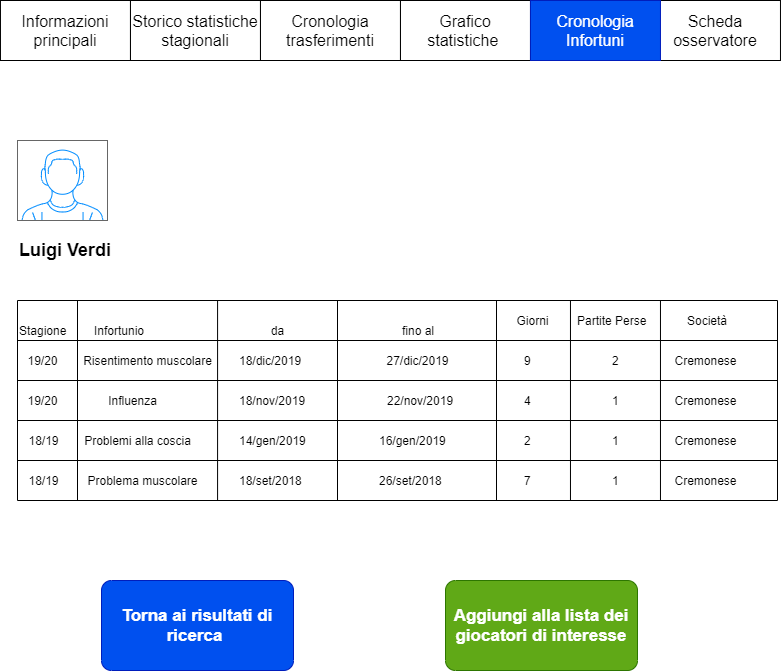 Informazioni
principali
Storico statistiche
stagionali
Cronologia
trasferimenti
Grafico
statistiche
Cronologia
Infortuni
Scheda
osservatore
Luigi Verdi
Stagione Infortunio da fino al Giorni Partite Perse Società
19/20 Risentimento muscolare 18/dic/2019 27/dic/2019 9 2 Cremonese
19/20 Influenza 18/nov/2019 22/nov/2019 4 1 Cremonese
18/19 Problemi alla coscia 14/gen/2019 16/gen/2019 2 1 Cremonese
18/19 Problema muscolare 18/set/2018 26/set/2018 7 1 Cremonese
Torna ai risultati di
ricerca
Aggiungi alla lista dei
giocatori di interesse